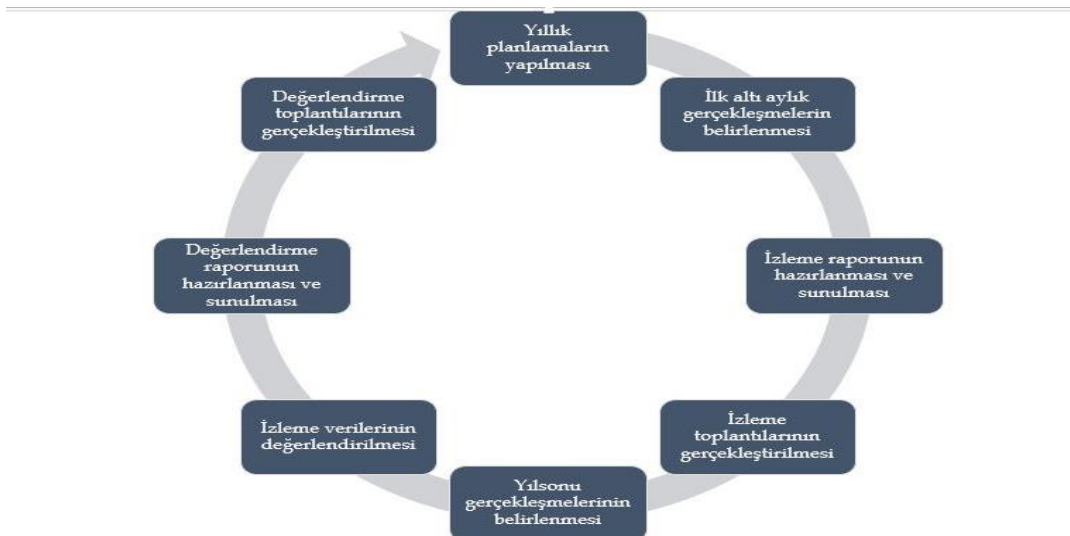 Yıllık
planlamaların
yapılması
İlk altı aylık
gerçekleşmelerin
belirlenmesi
İzleme raporunun
hazırlanması ve
sunulması
İzleme
toplantılarının
gerçekleştirilmesi
Yılsonu
gerçekleşmelerinin
belirlenmesi
İzleme verilerinin
değerlendirilmesi
Değerlendirme
raporunun
hazırlanması ve
sunulması
Değerlendirme
toplantılarının
gerçekleştirilmesi